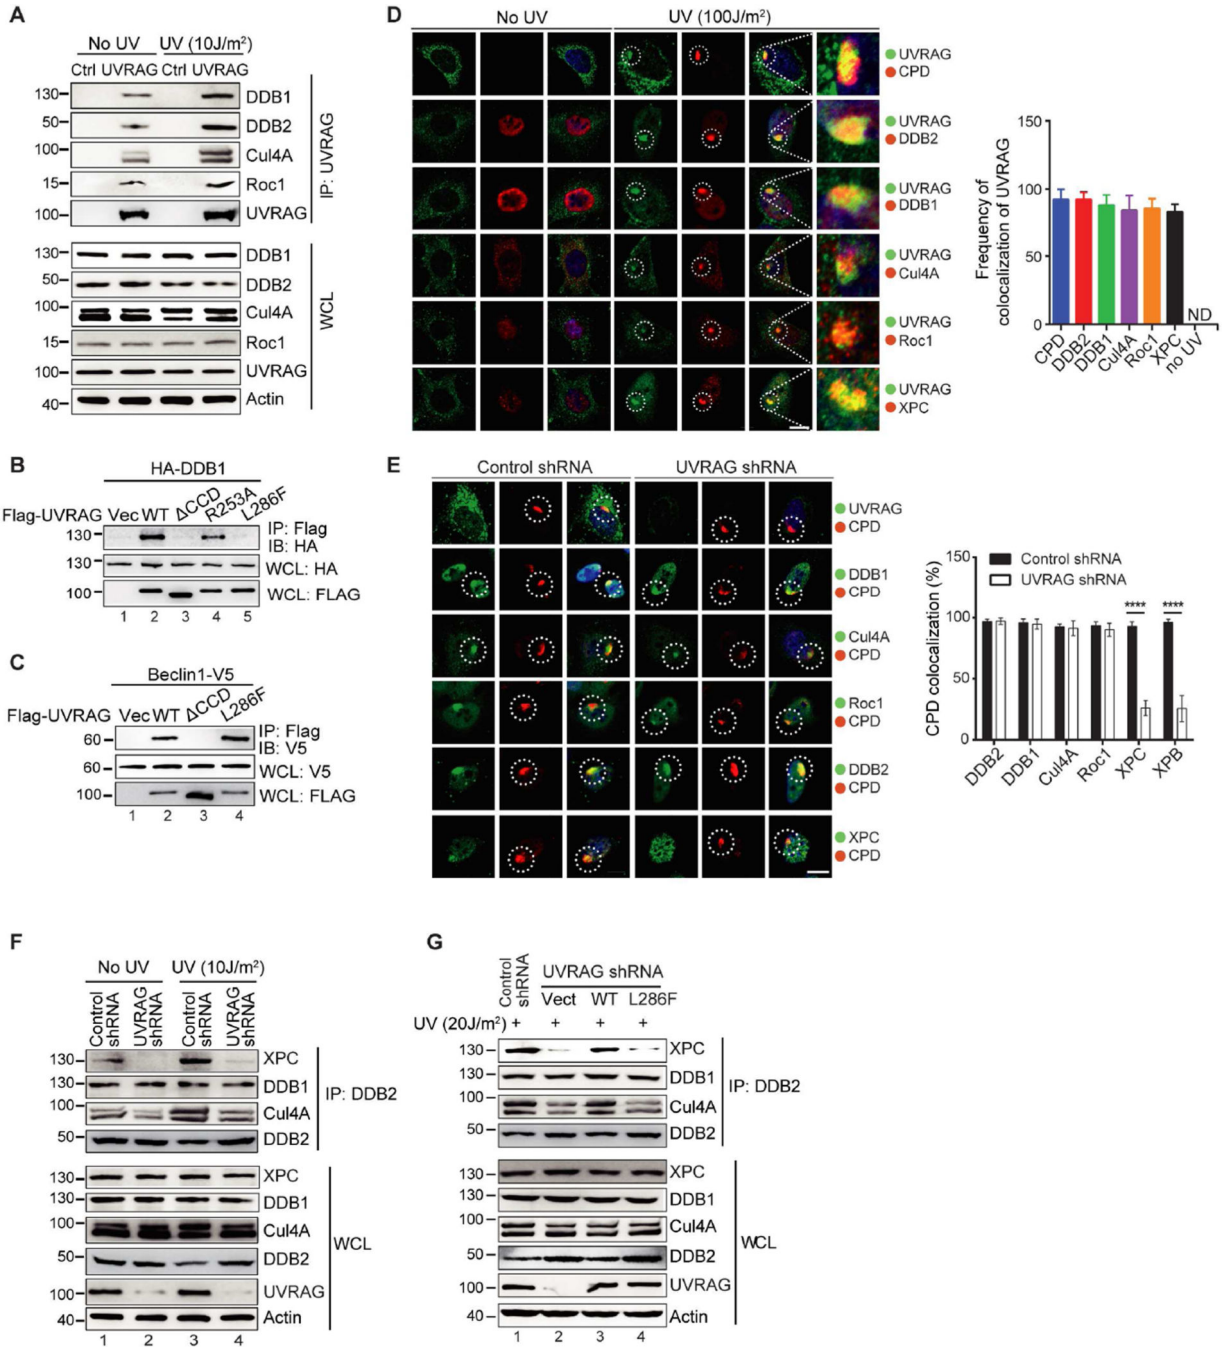 A
No UV UV (10J/m²)
Ctrl UVRAG Ctrl UVRAG
130 DDB1
50 DDB2
100 Cul4A
15 Roc1
100 UVRAG
IP: UVRAG
130 DDB1
50 DDB2
100 Cul4A
15 Roc1
100 UVRAG
40 Actin
WCL
B
HA-DDB1
Flag-UVRAG Vec WT ΔCCD R253A L286F
130 IP: Flag
IB: HA
130 WCL: HA
100 WCL: FLAG
1 2 3 4 5
C
Beclin1-V5
Flag-UVRAG Vec WT ΔCCD L286F
60 IP: Flag
IB: V5
60 WCL: V5
100 WCL: FLAG
1 2 3 4
D
No UV UV (100J/m²)
UVRAG
CPD
UVRAG
DDB2
UVRAG
DDB1
UVRAG
Cul4A
UVRAG
Roc1
UVRAG
XPC
Frequency of
colocalization of UVRAG
150
100
50
0
ND
CPD DDB2 DDB1 Cul4A Roc1 XPC no UV
E
Control shRNA UVRAG shRNA
UVRAG
CPD
DDB1
CPD
Cul4A
CPD
Roc1
CPD
DDB2
CPD
XPC
CPD
CPD colocalization (%)
150
100
50
0
Control shRNA
UVRAG shRNA
**** ****
DDB2 DDB1 Cul4A Roc1 XPC XPB
F
No UV UV (10J/m²)
Control shRNA UVRAG shRNA Control shRNA UVRAG shRNA
130 XPC
130 DDB1
100 Cul4A
50 DDB2
IP: DDB2
130 XPC
130 DDB1
100 Cul4A
50 DDB2
100 UVRAG
40 Actin
WCL
1 2 3 4
G
Control shRNA
UVRAG shRNA
Vect WT L286F
UV (20J/m²) + + + +
130 XPC
130 DDB1
100 Cul4A
50 DDB2
IP: DDB2
130 XPC
130 DDB1
100 Cul4A
50 DDB2
100 UVRAG
40 Actin
WCL
1 2 3 4